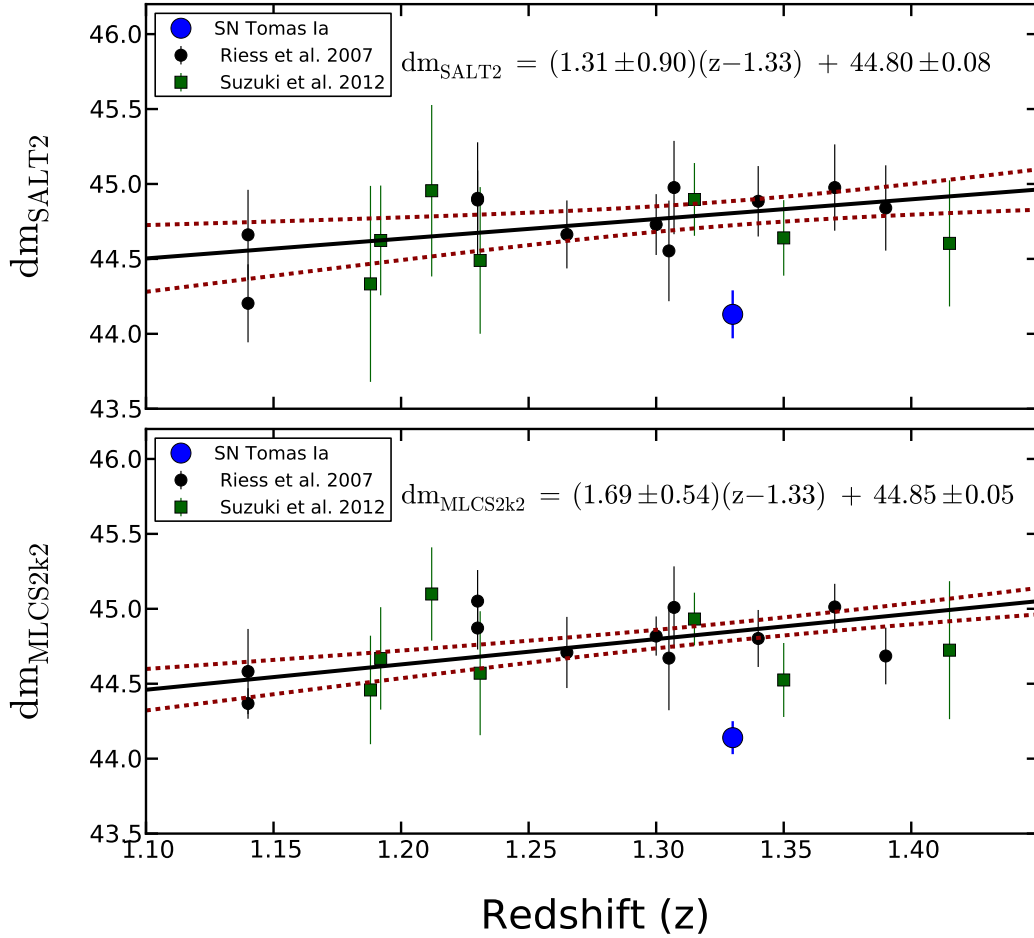 46.0
45.5
45.0
44.5
44.0
43.5
dm_SALT2
SN Tomas Ia
Riess et al. 2007
Suzuki et al. 2012
dm_SALT2 = (1.31 ±0.90)(z−1.33) + 44.80 ±0.08
46.0
45.5
45.0
44.5
44.0
43.5
dm_MLCS2k2
SN Tomas Ia
Riess et al. 2007
Suzuki et al. 2012
dm_MLCS2k2 = (1.69 ±0.54)(z−1.33) + 44.85 ±0.05
1.10 1.15 1.20 1.25 1.30 1.35 1.40
Redshift (z)